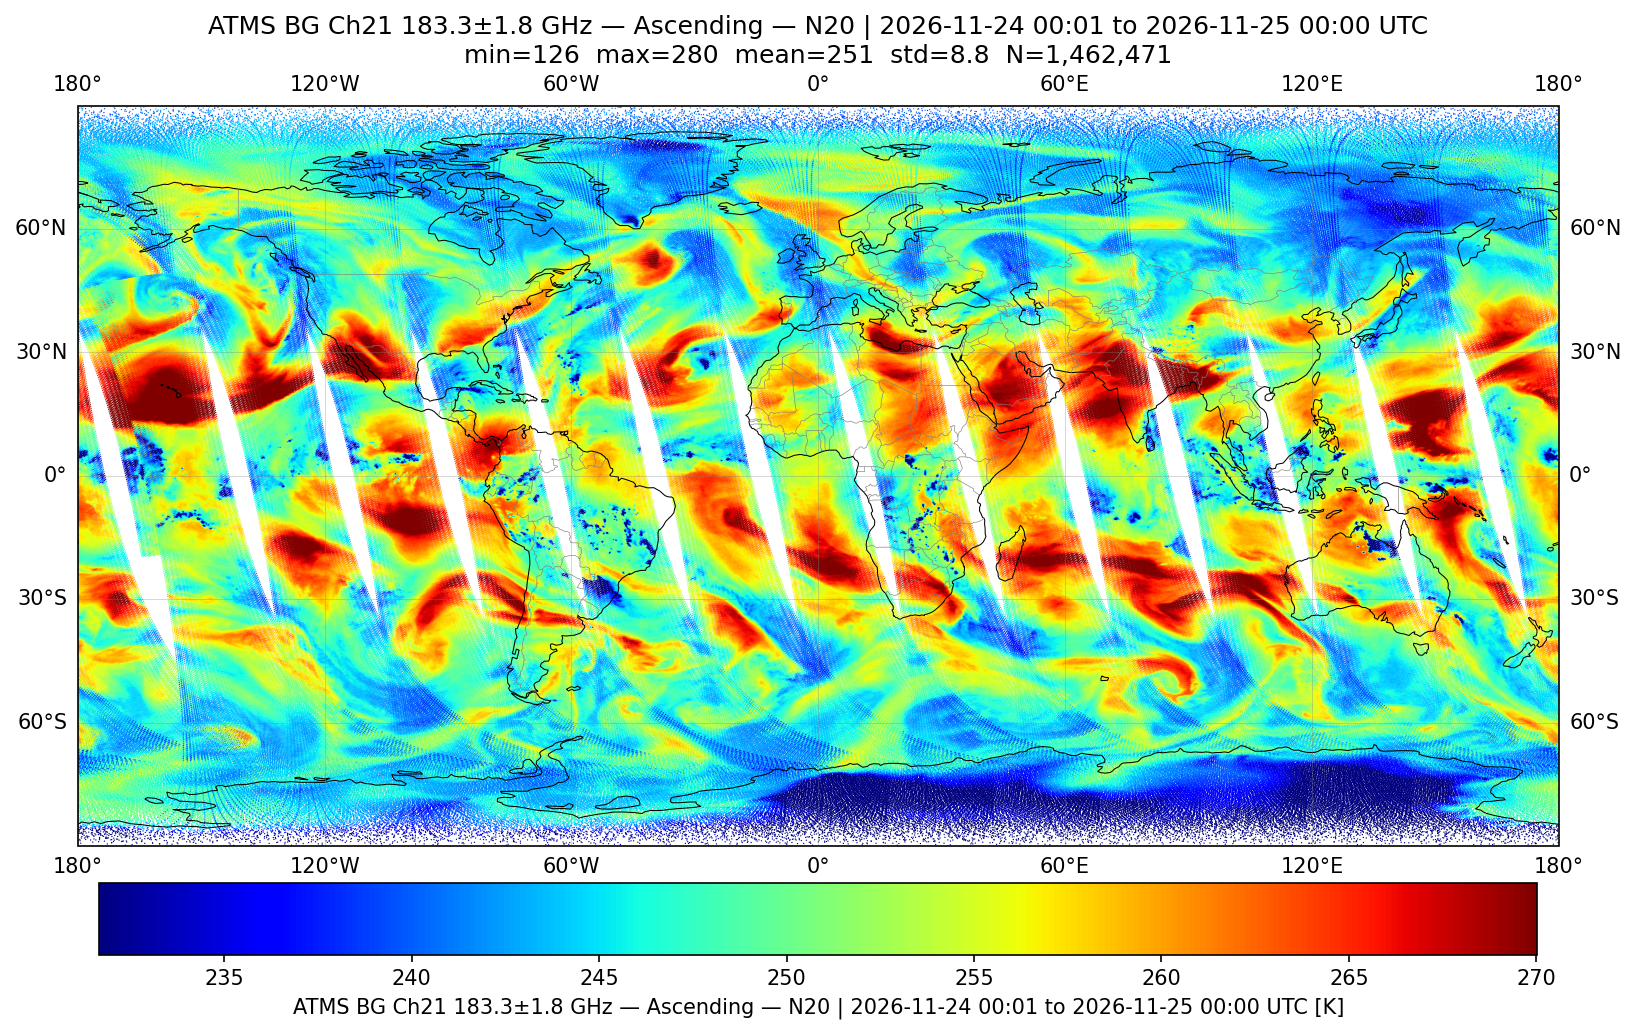 ATMS BG Ch21 183.3±1.8 GHz — Ascending — N20 | 2026-11-24 00:01 to 2026-11-25 00:00 UTC
min=126 max=280 mean=251 std=8.8 N=1,462,471
180° 120°W 60°W 0° 60°E 120°E 180°
60°N 60°N
30°N 30°N
0° 0°
30°S 30°S
60°S 60°S
180° 120°W 60°W 0° 60°E 120°E 180°
235 240 245 250 255 260 265 270
ATMS BG Ch21 183.3±1.8 GHz — Ascending — N20 | 2026-11-24 00:01 to 2026-11-25 00:00 UTC [K]